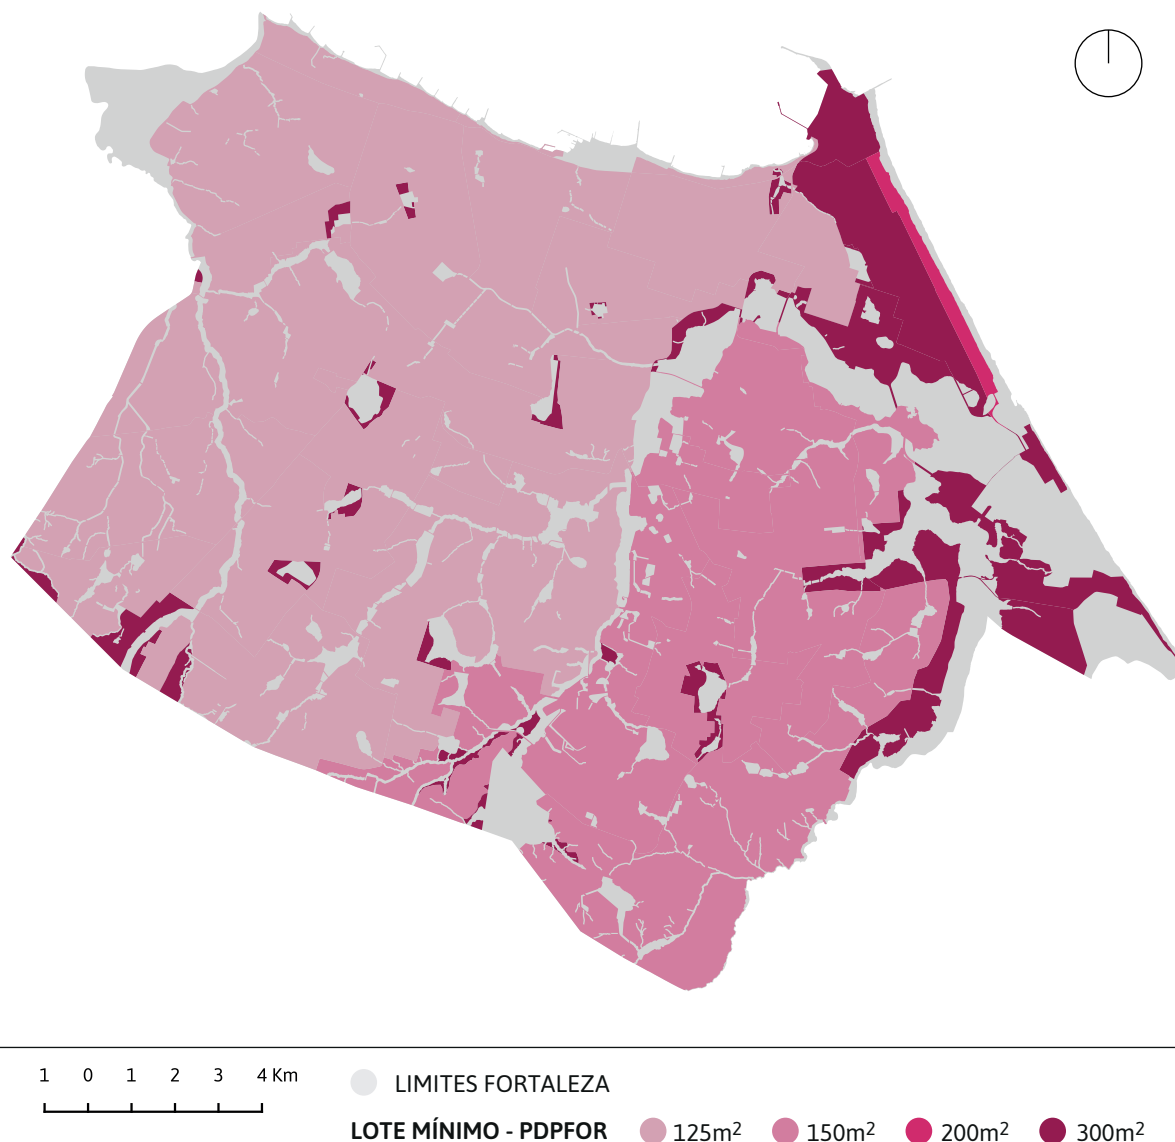 1 0 1 2 3 4 Km
LIMITES FORTALEZA
LOTE MÍNIMO - PDPFOR 125m² 150m² 200m² 300m²